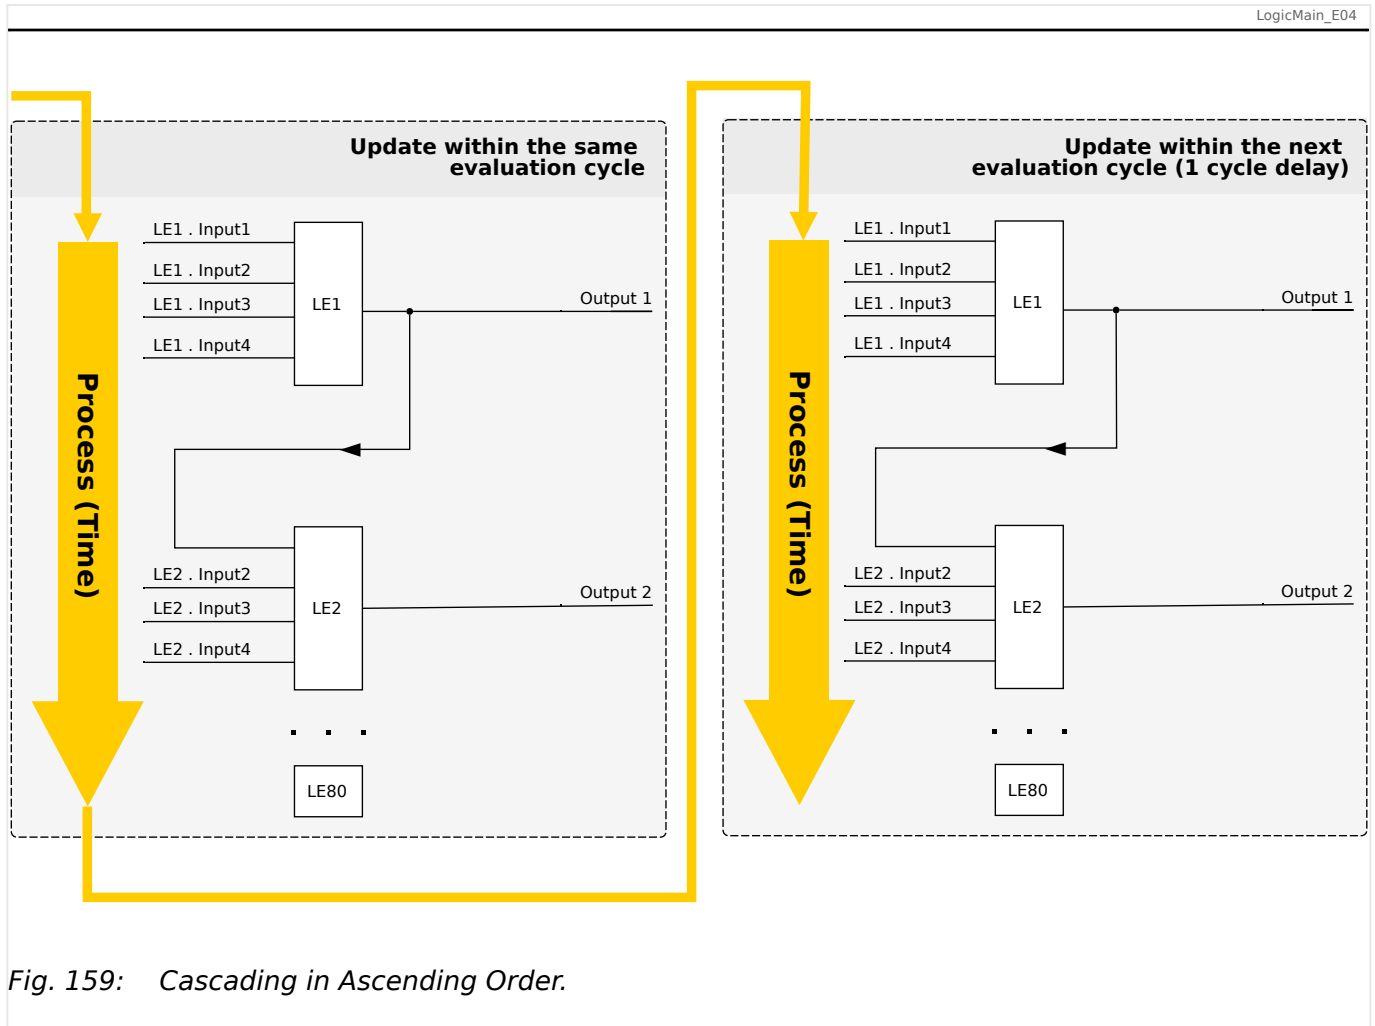 LogicMain_E04
Update within the same
evaluation cycle
LE1 . Input1
LE1 . Input2
LE1 . Input3
LE1 . Input4
LE1
Output 1
Process (Time)
LE2 . Input2
LE2 . Input3
LE2 . Input4
LE2
Output 2
. . .
LE80
Update within the next
evaluation cycle (1 cycle delay)
LE1 . Input1
LE1 . Input2
LE1 . Input3
LE1 . Input4
LE1
Output 1
Process (Time)
LE2 . Input2
LE2 . Input3
LE2 . Input4
LE2
Output 2
. . .
LE80
Fig. 159: Cascading in Ascending Order.